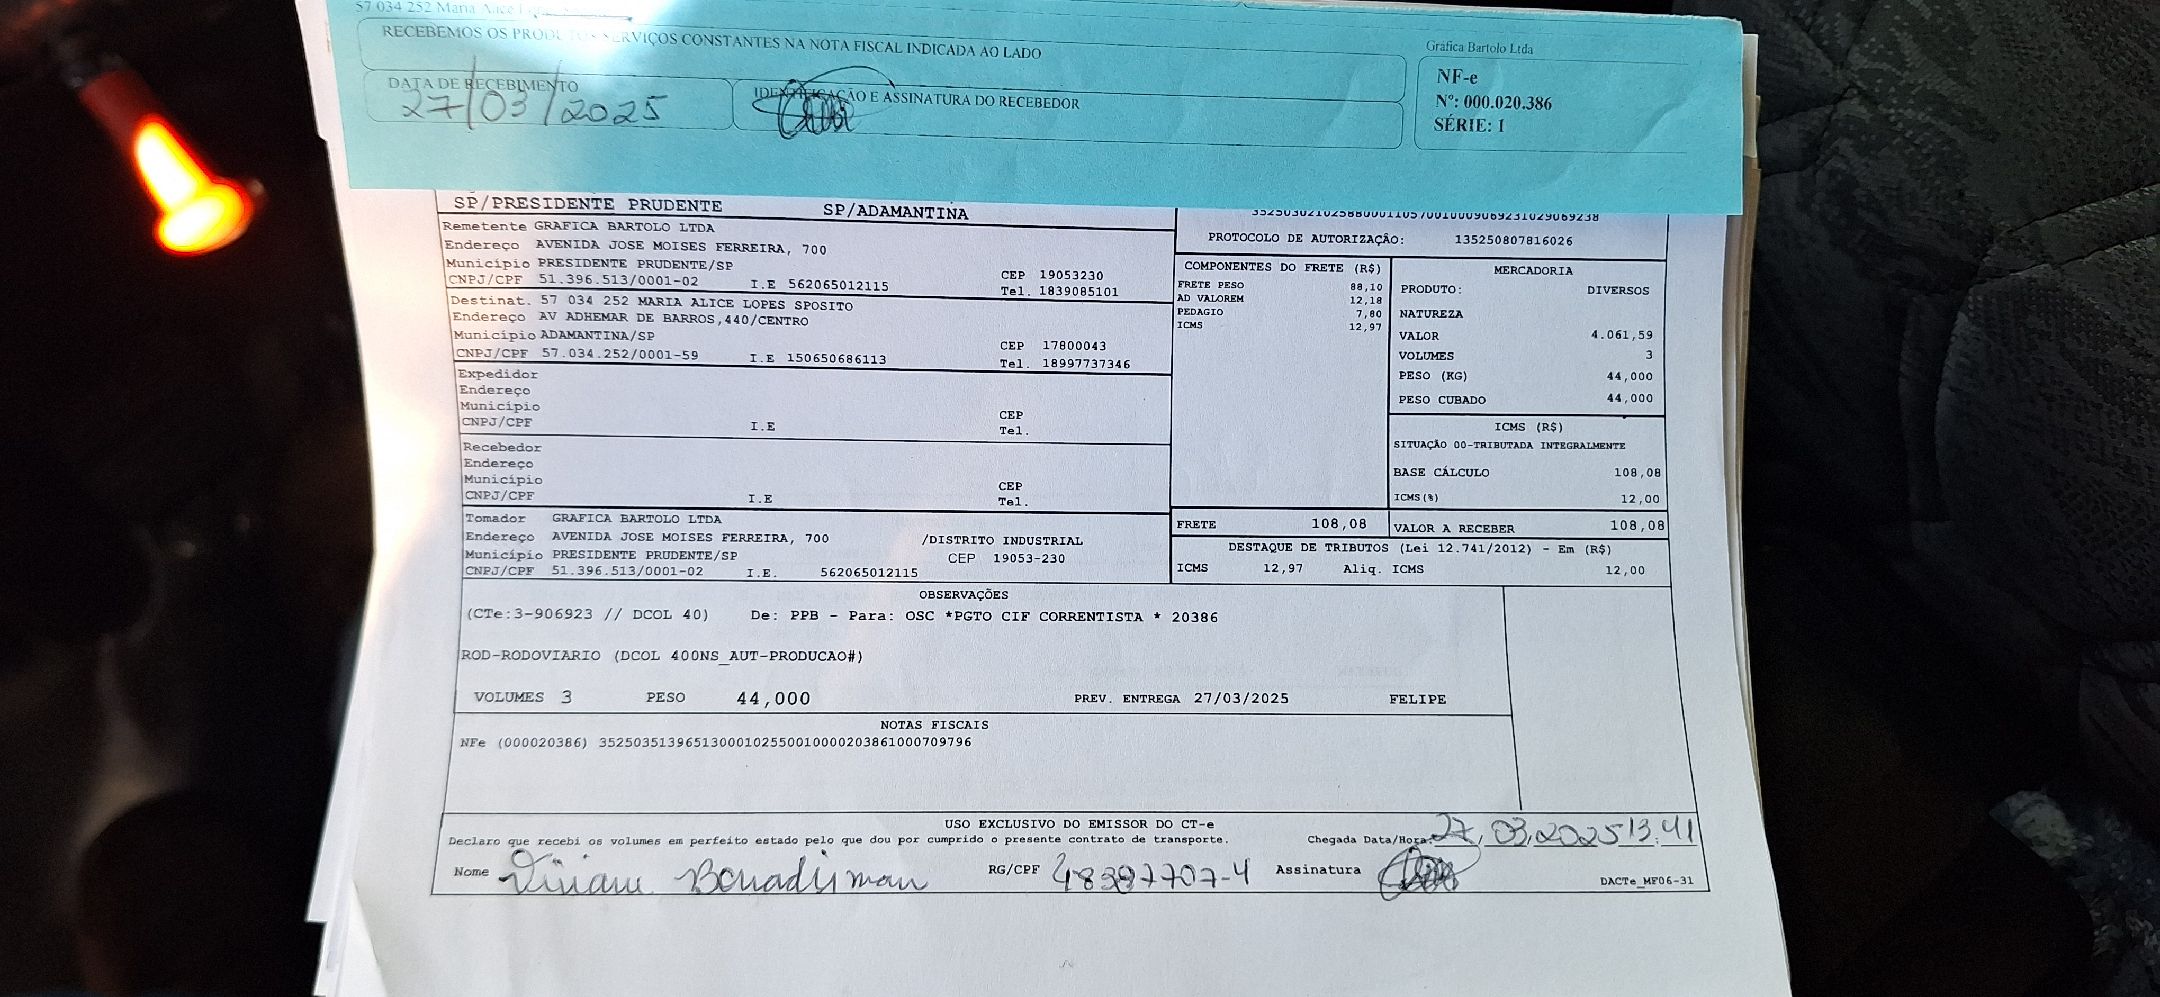 57 034 252 Maria Alice
RECEBEMOS OS PRODUTOS SERVIÇOS CONSTANTES NA NOTA FISCAL INDICADA AO LADO
DATA DE RECEBIMENTO
27/03/2025
IDENTIFICAÇÃO E ASSINATURA DO RECEBEDOR
Gráfica Bartolo Ltda
NF-e
Nº: 000.020.386
SÉRIE: 1
SP/PRESIDENTE PRUDENTE SP/ADAMANTINA
Remetente GRAFICA BARTOLO LTDA
Endereço AVENIDA JOSE MOISES FERREIRA, 700
Município PRESIDENTE PRUDENTE/SP CEP 19053230
CNPJ/CPF 51.396.513/0001-02 I.E 562065012115 Tel. 1839085101
Destinat. 57 034 252 MARIA ALICE LOPES SPOSITO
Endereço AV ADHEMAR DE BARROS,440/CENTRO
Município ADAMANTINA/SP CEP 17800043
CNPJ/CPF 57.034.252/0001-59 I.E 150650686113 Tel. 18997737346
Expedidor
Endereço
Município CEP
CNPJ/CPF I.E Tel.
Recebedor
Endereço
Município CEP
CNPJ/CPF I.E Tel.
Tomador GRAFICA BARTOLO LTDA
Endereço AVENIDA JOSE MOISES FERREIRA, 700 /DISTRITO INDUSTRIAL
Município PRESIDENTE PRUDENTE/SP CEP 19053-230
CNPJ/CPF 51.396.513/0001-02 I.E. 562065012115
PROTOCOLO DE AUTORIZAÇÃO: 135250807816026
COMPONENTES DO FRETE (R$)
FRETE PESO 88,10
AD VALOREM 12,18
PEDAGIO 7,80
ICMS 12,97
MERCADORIA
PRODUTO: DIVERSOS
NATUREZA
VALOR 4.061,59
VOLUMES 3
PESO (KG) 44,000
PESO CUBADO 44,000
ICMS (R$)
SITUAÇÃO 00-TRIBUTADA INTEGRALMENTE
BASE CÁLCULO 108,08
ICMS(%) 12,00
FRETE 108,08 VALOR A RECEBER 108,08
DESTAQUE DE TRIBUTOS (Lei 12.741/2012) - Em (R$)
ICMS 12,97 Aliq. ICMS 12,00
OBSERVAÇÕES
(CTe:3-906923 // DCOL 40) De: PPB - Para: OSC *PGTO CIF CORRENTISTA * 20386
ROD-RODOVIARIO (DCOL 400NS_AUT-PRODUCAO#)
VOLUMES 3 PESO 44,000 PREV. ENTREGA 27/03/2025 FELIPE
NOTAS FISCAIS
NFe (000020386) 35250351396513000102550010000203861000709796
USO EXCLUSIVO DO EMISSOR DO CT-e
Declaro que recebi os volumes em perfeito estado pelo que dou por cumprido o presente contrato de transporte. Chegada Data/Hora: 27/03/2025 13:41
Nome Viviane Bonadiman RG/CPF 48397707-4 Assinatura
DACTe_MF06-31